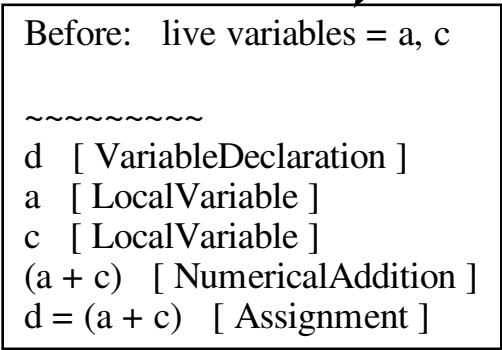 Before: live variables = a, c
~~~~~~~~~
d [ VariableDeclaration ]
a [ LocalVariable ]
c [ LocalVariable ]
(a + c) [ NumericalAddition ]
d = (a + c) [ Assignment ]